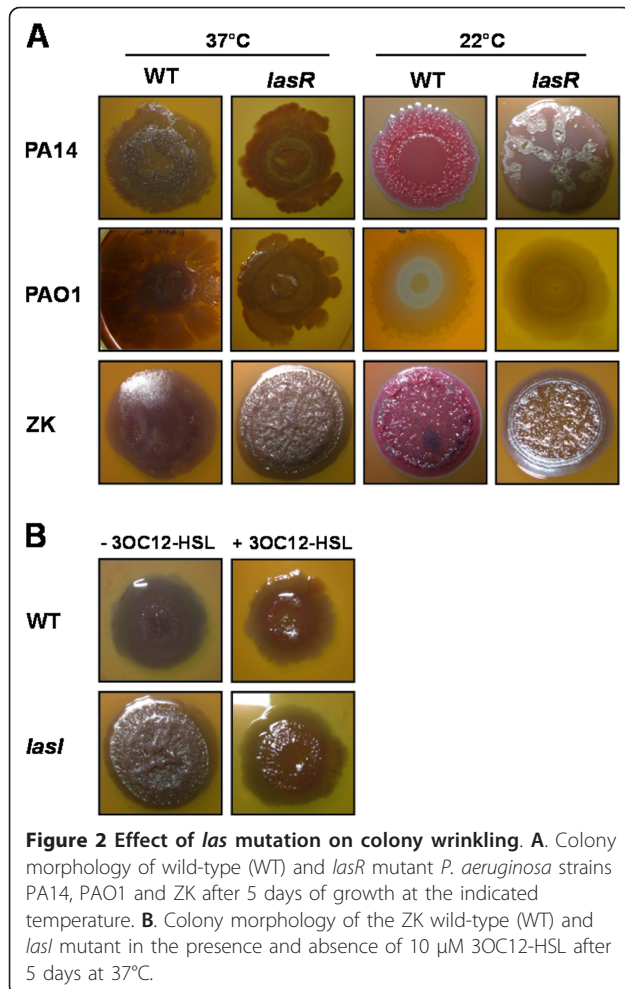 A
37°C 22°C
WT lasR WT lasR
PA14
PAO1
ZK
B
- 3OC12-HSL + 3OC12-HSL
WT
lasI
Figure 2 Effect of las mutation on colony wrinkling. A. Colony
morphology of wild-type (WT) and lasR mutant P. aeruginosa strains
PA14, PAO1 and ZK after 5 days of growth at the indicated
temperature. B. Colony morphology of the ZK wild-type (WT) and
lasI mutant in the presence and absence of 10 μM 3OC12-HSL after
5 days at 37°C.